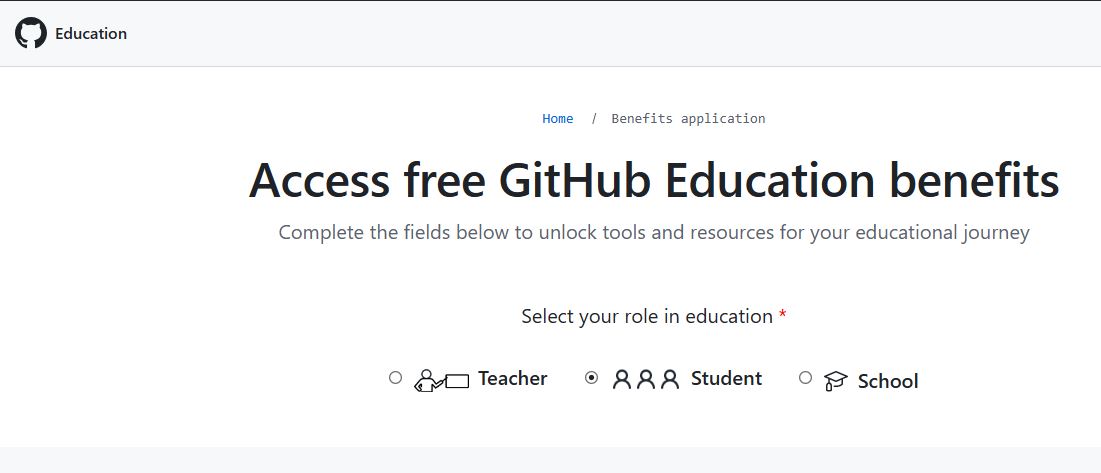 Education
Home / Benefits application
Access free GitHub Education benefits
Complete the fields below to unlock tools and resources for your educational journey
Select your role in education *
Teacher Student School